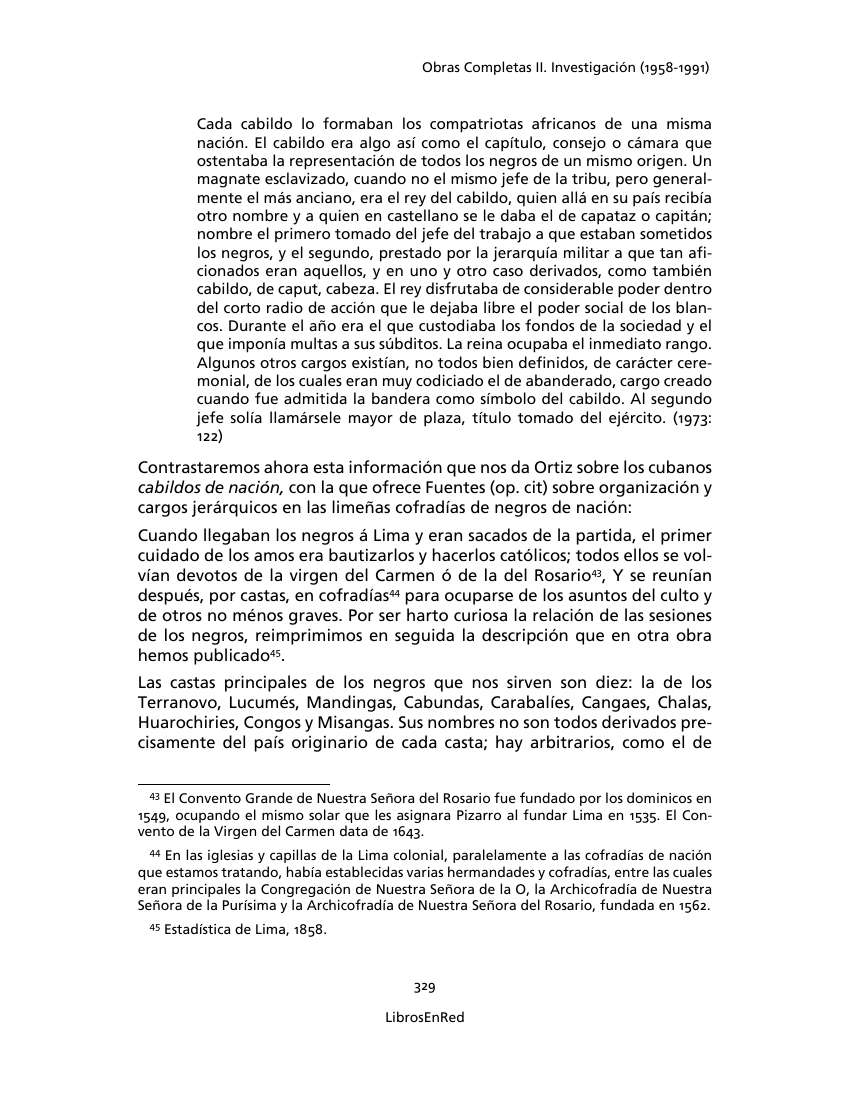 Obras Completas II. Investigación (1958-1991)
Cada cabildo lo formaban los compatriotas africanos de una misma
nación. El cabildo era algo así como el capítulo, consejo o cámara que
ostentaba la representación de todos los negros de un mismo origen. Un
magnate esclavizado, cuando no el mismo jefe de la tribu, pero general-
mente el más anciano, era el rey del cabildo, quien allá en su país recibía
otro nombre y a quien en castellano se le daba el de capataz o capitán;
nombre el primero tomado del jefe del trabajo a que estaban sometidos
los negros, y el segundo, prestado por la jerarquía militar a que tan afi-
cionados eran aquellos, y en uno y otro caso derivados, como también
cabildo, de caput, cabeza. El rey disfrutaba de considerable poder dentro
del corto radio de acción que le dejaba libre el poder social de los blan-
cos. Durante el año era el que custodiaba los fondos de la sociedad y el
que imponía multas a sus súbditos. La reina ocupaba el inmediato rango.
Algunos otros cargos existían, no todos bien definidos, de carácter cere-
monial, de los cuales eran muy codiciado el de abanderado, cargo creado
cuando fue admitida la bandera como símbolo del cabildo. Al segundo
jefe solía llamársele mayor de plaza, título tomado del ejército. (1973:
122)
Contrastaremos ahora esta información que nos da Ortiz sobre los cubanos
cabildos de nación, con la que ofrece Fuentes (op. cit) sobre organización y
cargos jerárquicos en las limeñas cofradías de negros de nación:
Cuando llegaban los negros á Lima y eran sacados de la partida, el primer
cuidado de los amos era bautizarlos y hacerlos católicos; todos ellos se vol-
vían devotos de la virgen del Carmen ó de la del Rosario43, Y se reunían
después, por castas, en cofradías44 para ocuparse de los asuntos del culto y
de otros no ménos graves. Por ser harto curiosa la relación de las sesiones
de los negros, reimprimimos en seguida la descripción que en otra obra
hemos publicado45.
Las castas principales de los negros que nos sirven son diez: la de los
Terranovo, Lucumés, Mandingas, Cabundas, Carabalíes, Cangaes, Chalas,
Huarochiries, Congos y Misangas. Sus nombres no son todos derivados pre-
cisamente del país originario de cada casta; hay arbitrarios, como el de
43 El Convento Grande de Nuestra Señora del Rosario fue fundado por los dominicos en
1549, ocupando el mismo solar que les asignara Pizarro al fundar Lima en 1535. El Con-
vento de la Virgen del Carmen data de 1643.
44 En las iglesias y capillas de la Lima colonial, paralelamente a las cofradías de nación
que estamos tratando, había establecidas varias hermandades y cofradías, entre las cuales
eran principales la Congregación de Nuestra Señora de la O, la Archicofradía de Nuestra
Señora de la Purísima y la Archicofradía de Nuestra Señora del Rosario, fundada en 1562.
45 Estadística de Lima, 1858.
329
LibrosEnRed